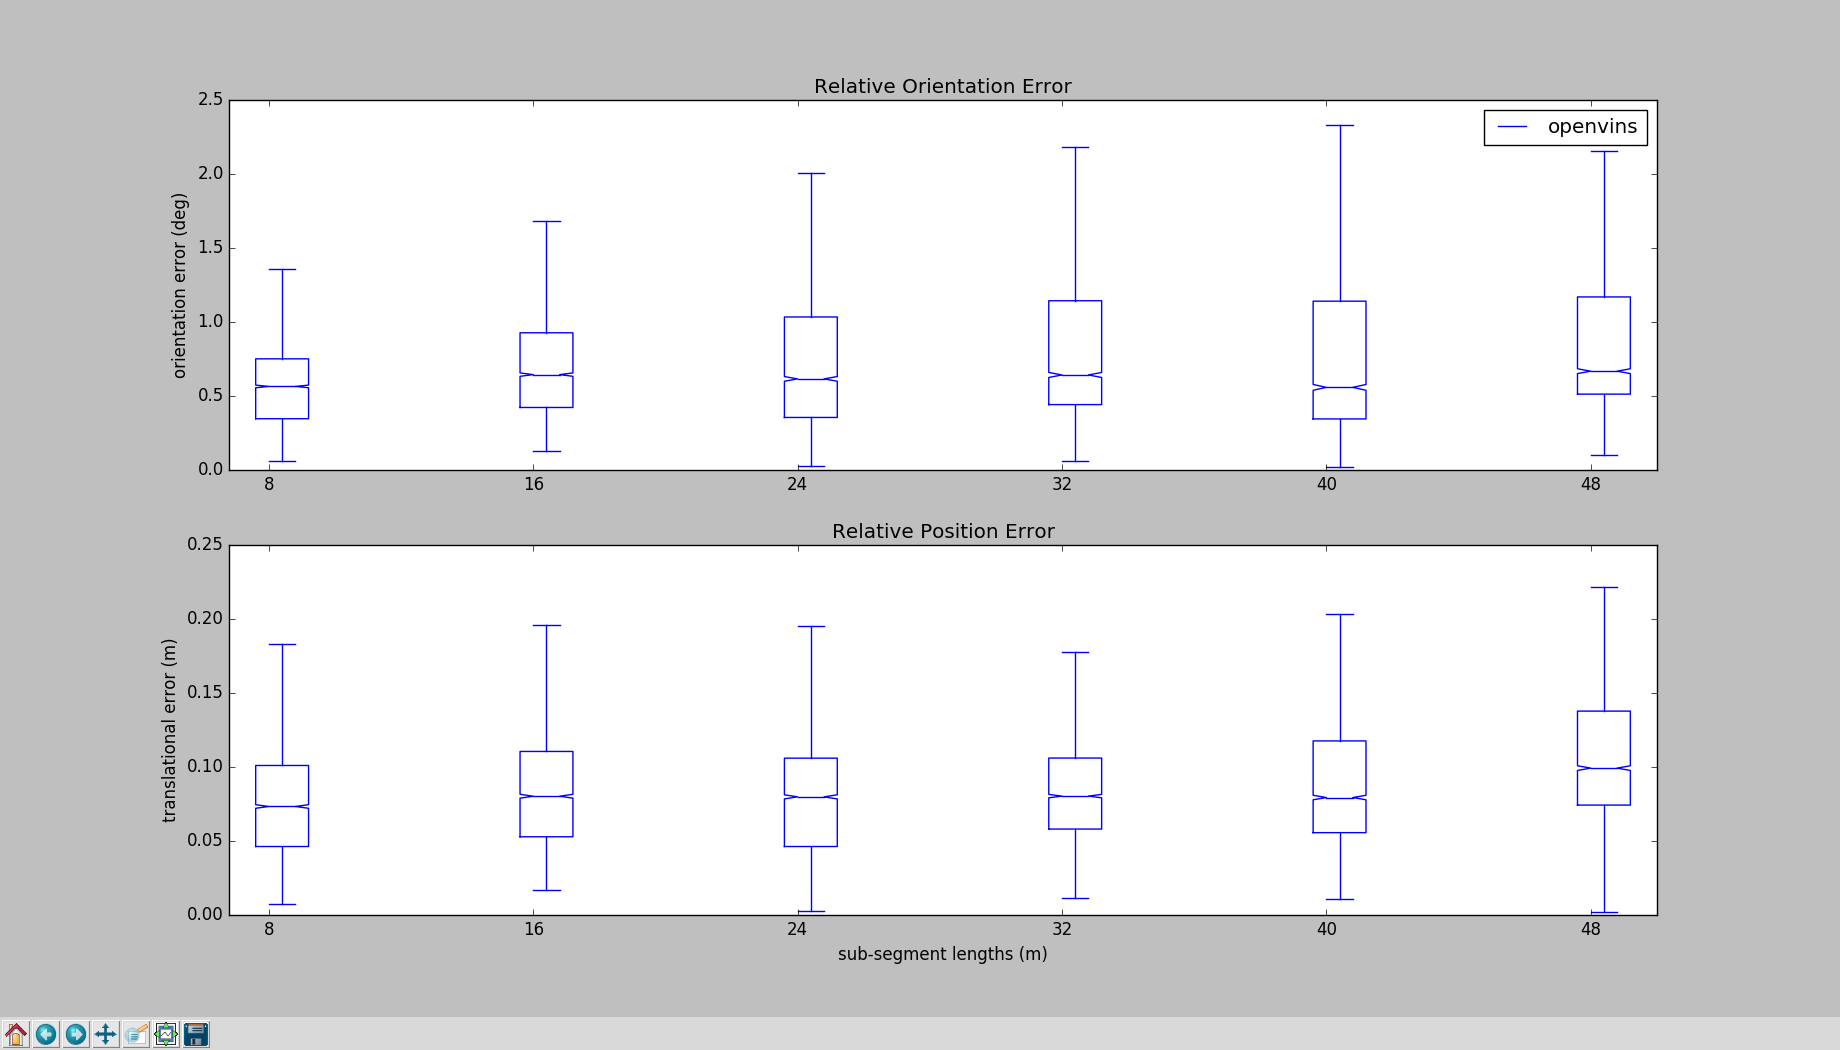 Relative Orientation Error
2.5
2.0
1.5
1.0
0.5
0.0
orientation error (deg)
openvins
8 16 24 32 40 48
Relative Position Error
0.25
0.20
0.15
0.10
0.05
0.00
translational error (m)
8 16 24 32 40 48
sub-segment lengths (m)